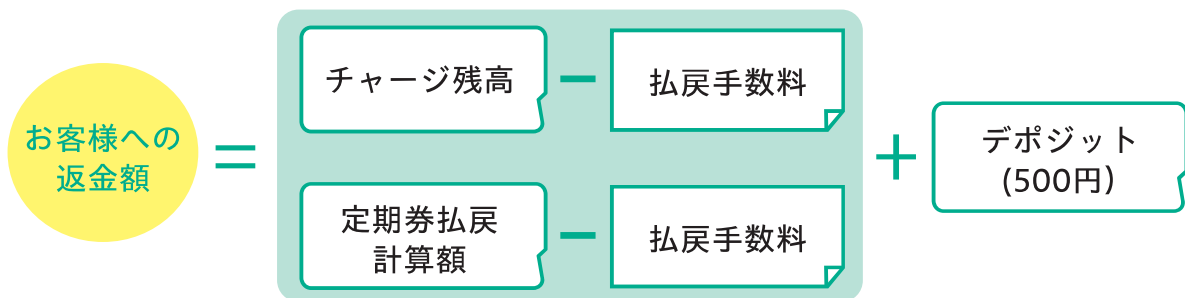 お客様への
返金額
=
チャージ残高
−
払戻手数料
定期券払戻
計算額
−
払戻手数料
+
デポジット
(500円)